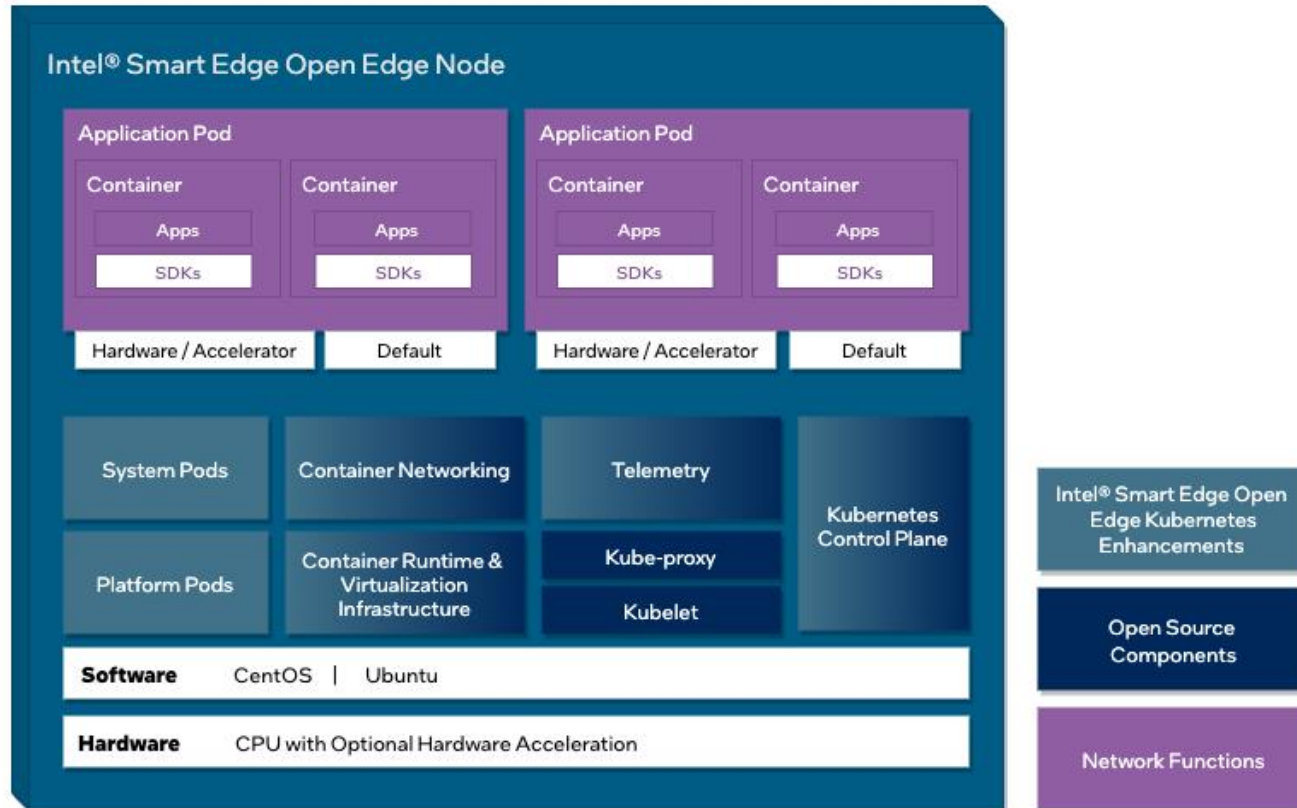 Intel® Smart Edge Open Edge Node
Application Pod
Container
Apps
SDKs
Container
Apps
SDKs
Hardware / Accelerator
Default
Application Pod
Container
Apps
SDKs
Container
Apps
SDKs
Hardware / Accelerator
Default
System Pods
Container Networking
Telemetry
Kubernetes
Control Plane
Platform Pods
Container Runtime &
Virtualization
Infrastructure
Kube-proxy
Kubelet
Software CentOS | Ubuntu
Hardware CPU with Optional Hardware Acceleration
Intel® Smart Edge Open
Edge Kubernetes
Enhancements
Open Source
Components
Network Functions